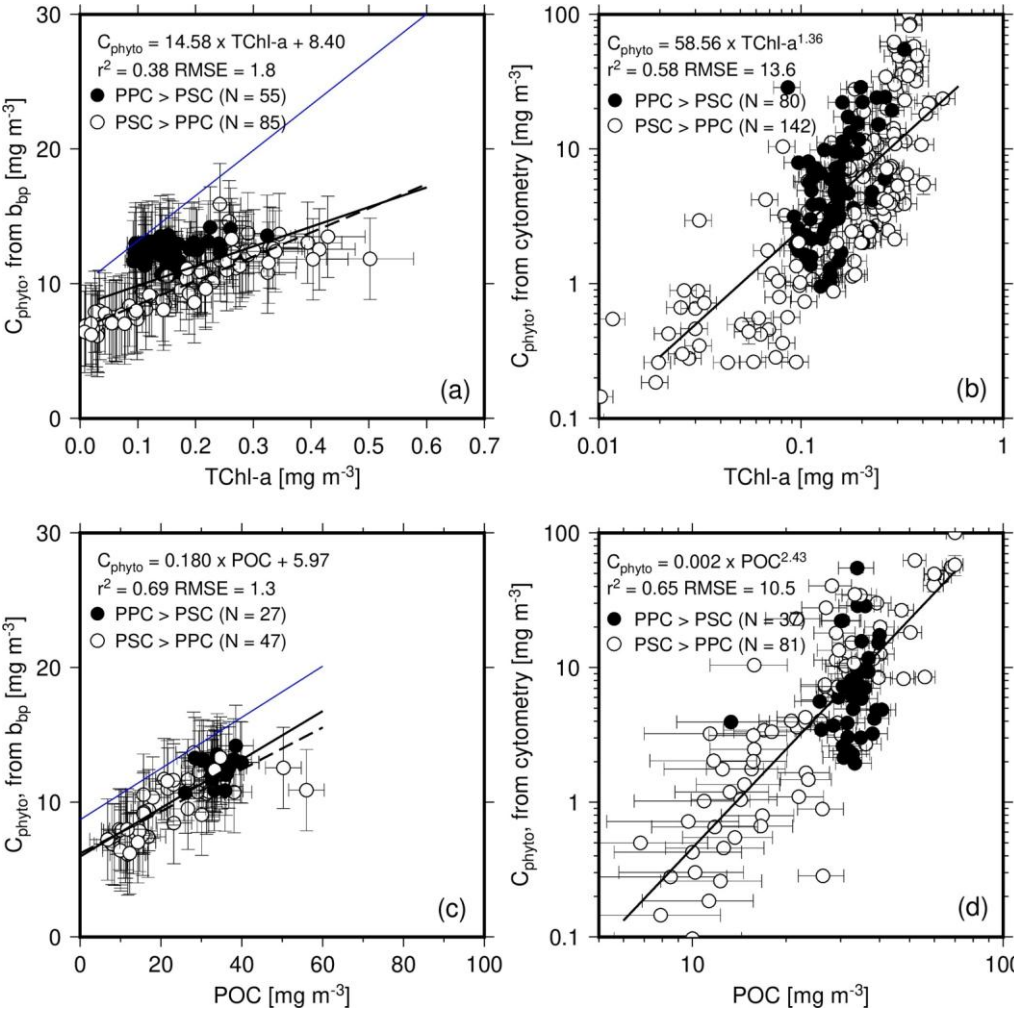 C_phyto = 14.58 x TChl-a + 8.40
r² = 0.38 RMSE = 1.8
PPC > PSC (N = 55)
PSC > PPC (N = 85)
C_phyto, from b_bp [mg m⁻³]
0
10
20
30
0.0 0.1 0.2 0.3 0.4 0.5 0.6 0.7
TChl-a [mg m⁻³]
(a)
C_phyto = 58.56 x TChl-a^1.36
r² = 0.58 RMSE = 13.6
PPC > PSC (N = 80)
PSC > PPC (N = 142)
C_phyto, from cytometry [mg m⁻³]
0.1
1
10
100
0.01 0.1 1
TChl-a [mg m⁻³]
(b)
C_phyto = 0.180 x POC + 5.97
r² = 0.69 RMSE = 1.3
PPC > PSC (N = 27)
PSC > PPC (N = 47)
C_phyto, from b_bp [mg m⁻³]
0
10
20
30
0 20 40 60 80 100
POC [mg m⁻³]
(c)
C_phyto = 0.002 x POC^2.43
r² = 0.65 RMSE = 10.5
PPC > PSC (N = 37)
PSC > PPC (N = 81)
C_phyto, from cytometry [mg m⁻³]
0.1
1
10
100
10 100
POC [mg m⁻³]
(d)